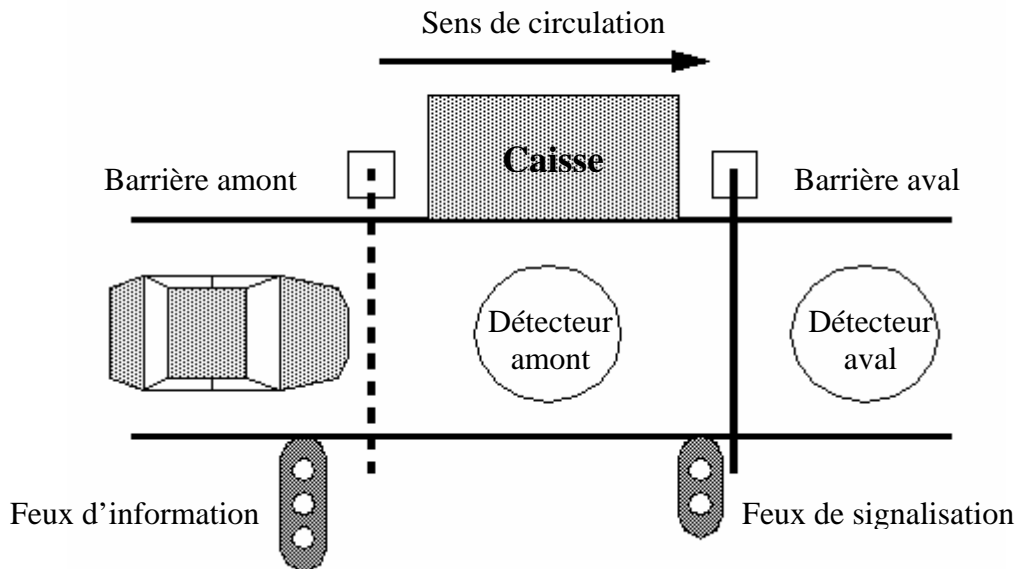 Sens de circulation
Caisse
Barrière amont
Barrière aval
Détecteur
amont
Détecteur
aval
Feux d’information
Feux de signalisation